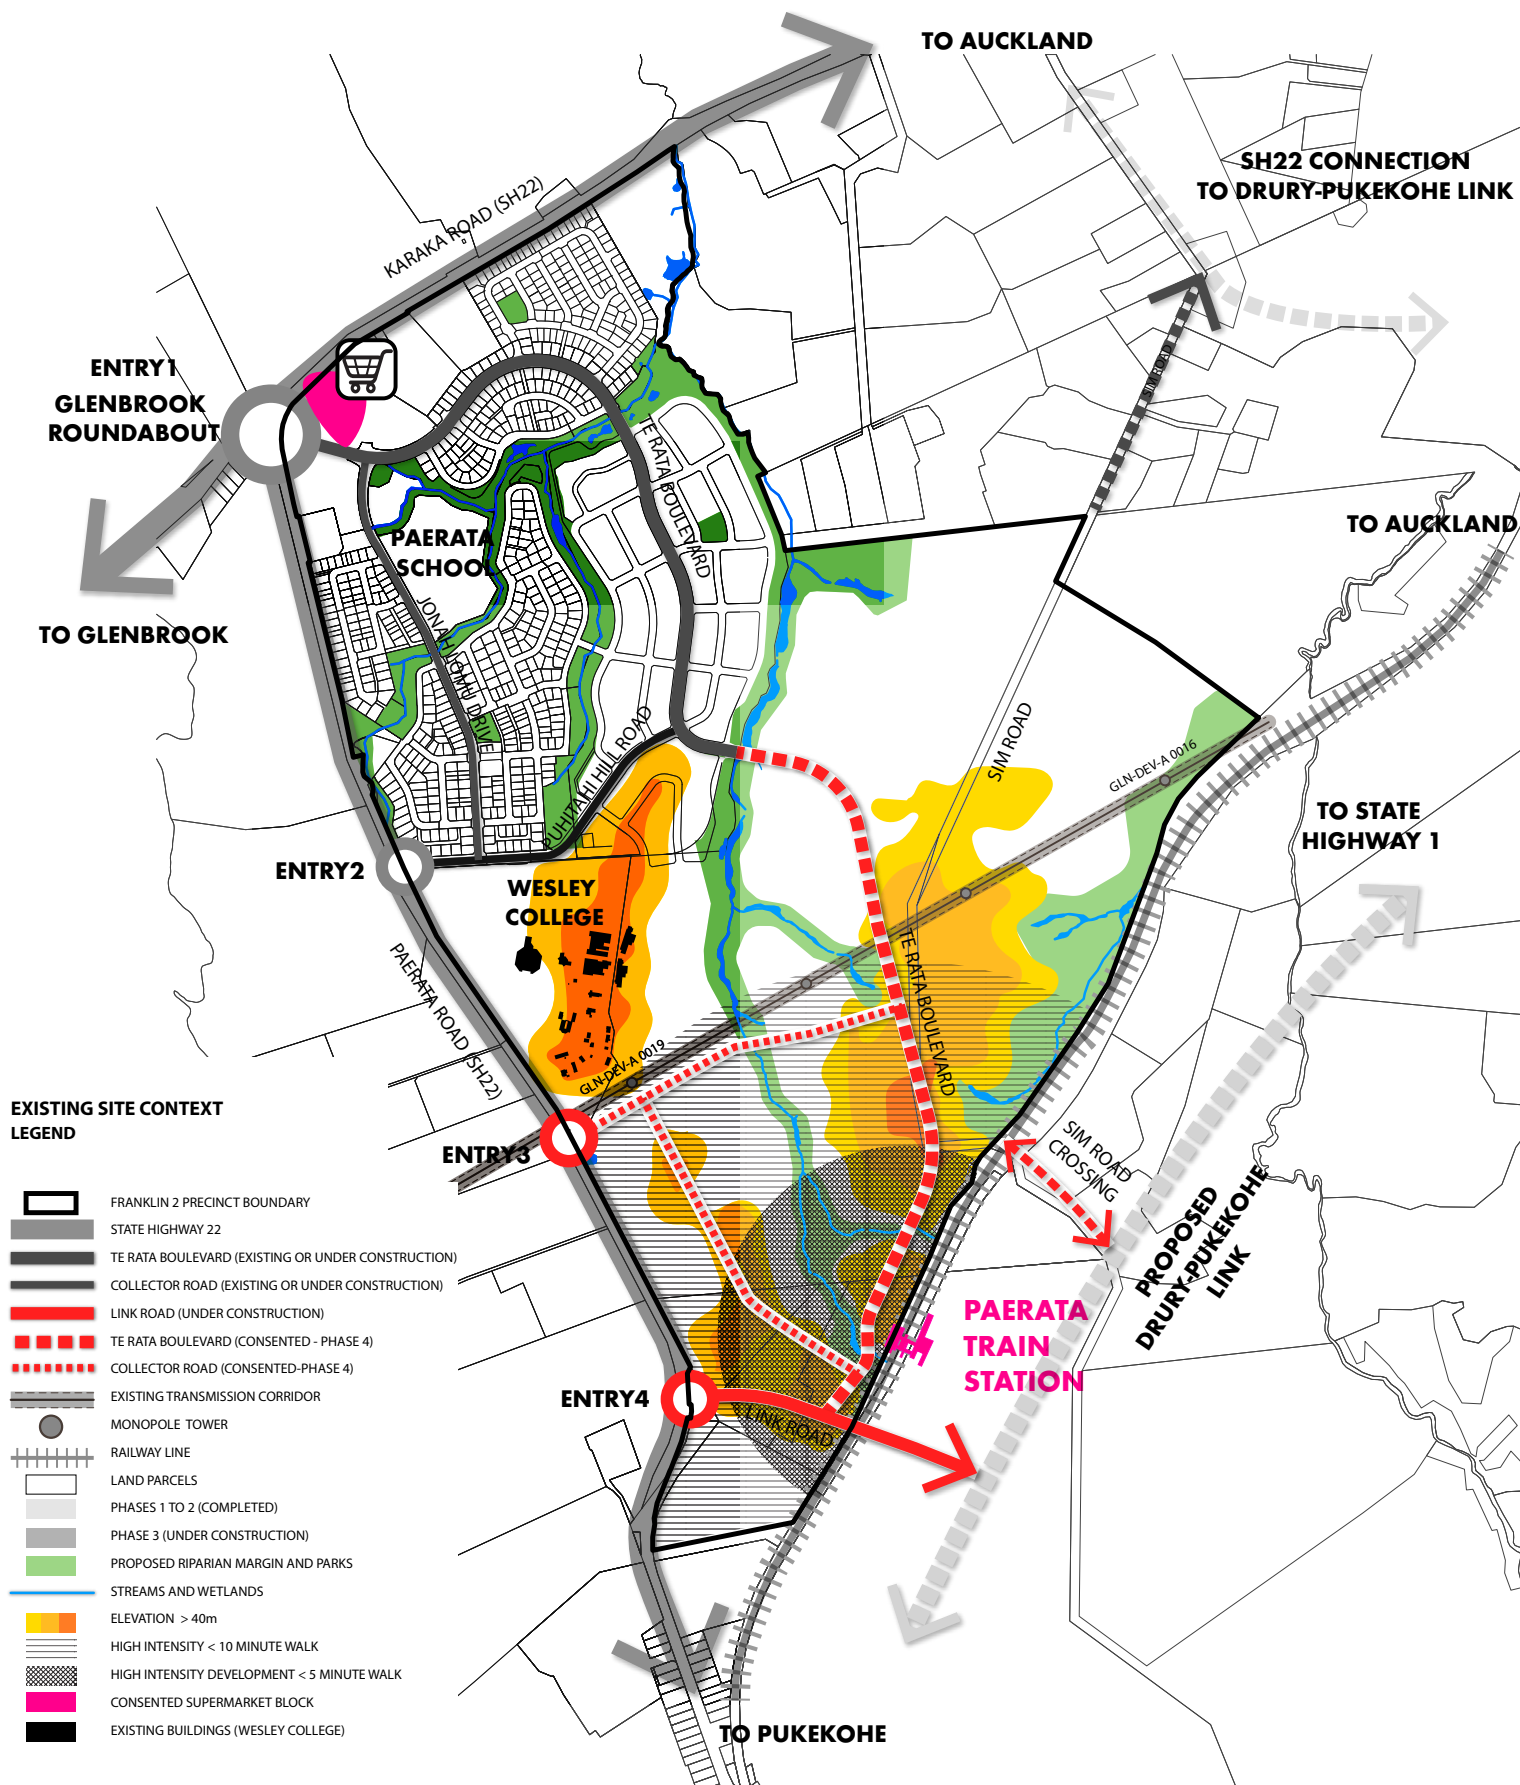 TO AUCKLAND
SH22 CONNECTION
TO DRURY-PUKEKOHE LINK
KARAKA ROAD (SH22)
ENTRY1
GLENBROOK
ROUNDABOUT
SIM ROAD
TE RATA BOULEVARD
TO AUCKLAND
PAERATA
SCHOOL
TO GLENBROOK
JONAH LOMU DRIVE
SIM ROAD
PUHITAHI HILL ROAD
GLN-DEV-A 0016
TO STATE
HIGHWAY 1
ENTRY2
WESLEY
COLLEGE
TE RATA BOULEVARD
PAERATA ROAD (SH22)
GLN-DEV-A 0019
ENTRY3
SIM ROAD
CROSSING
PROPOSED
DRURY-PUKEKOHE
LINK
PAERATA
TRAIN
STATION
ENTRY4
LINK ROAD
TO PUKEKOHE
EXISTING SITE CONTEXT
LEGEND
FRANKLIN 2 PRECINCT BOUNDARY
STATE HIGHWAY 22
TE RATA BOULEVARD (EXISTING OR UNDER CONSTRUCTION)
COLLECTOR ROAD (EXISTING OR UNDER CONSTRUCTION)
LINK ROAD (UNDER CONSTRUCTION)
TE RATA BOULEVARD (CONSENTED - PHASE 4)
COLLECTOR ROAD (CONSENTED-PHASE 4)
EXISTING TRANSMISSION CORRIDOR
MONOPOLE TOWER
RAILWAY LINE
LAND PARCELS
PHASES 1 TO 2 (COMPLETED)
PHASE 3 (UNDER CONSTRUCTION)
PROPOSED RIPARIAN MARGIN AND PARKS
STREAMS AND WETLANDS
ELEVATION > 40m
HIGH INTENSITY < 10 MINUTE WALK
HIGH INTENSITY DEVELOPMENT < 5 MINUTE WALK
CONSENTED SUPERMARKET BLOCK
EXISTING BUILDINGS (WESLEY COLLEGE)